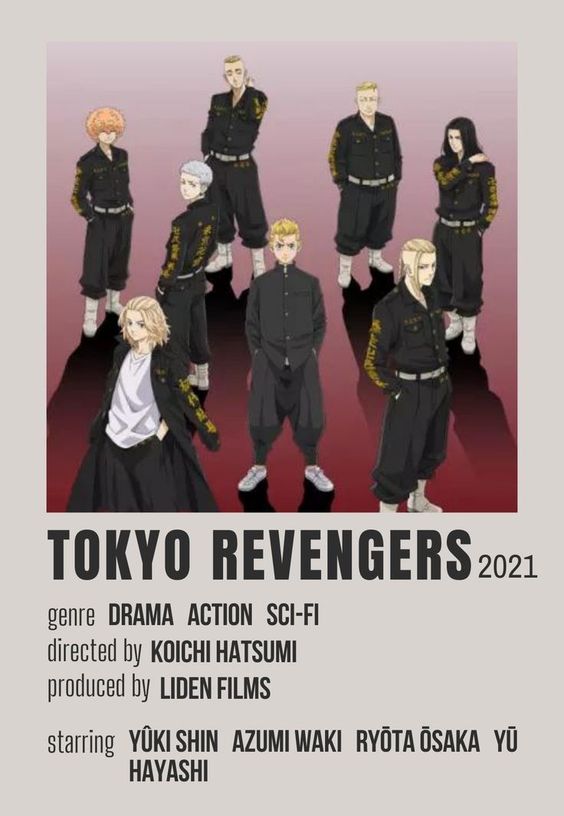 TOKYO REVENGERS 2021
genre DRAMA ACTION SCI-FI
directed by KOICHI HATSUMI
produced by LIDEN FILMS
starring YÛKI SHIN AZUMI WAKI RYŌTA ŌSAKA YŪ
HAYASHI